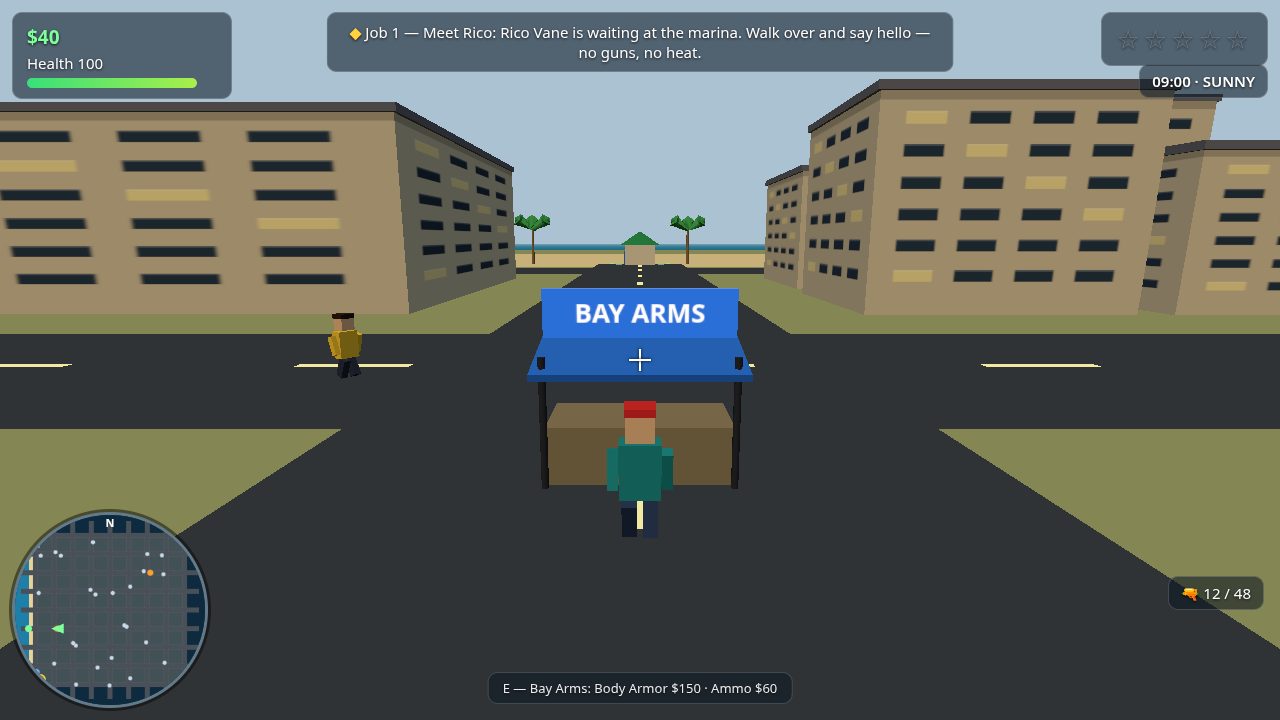 $40
Health 100
Job 1 — Meet Rico: Rico Vane is waiting at the marina. Walk over and say hello —
no guns, no heat.
09:00 · SUNNY
BAY ARMS
N
12 / 48
E — Bay Arms: Body Armor $150 · Ammo $60